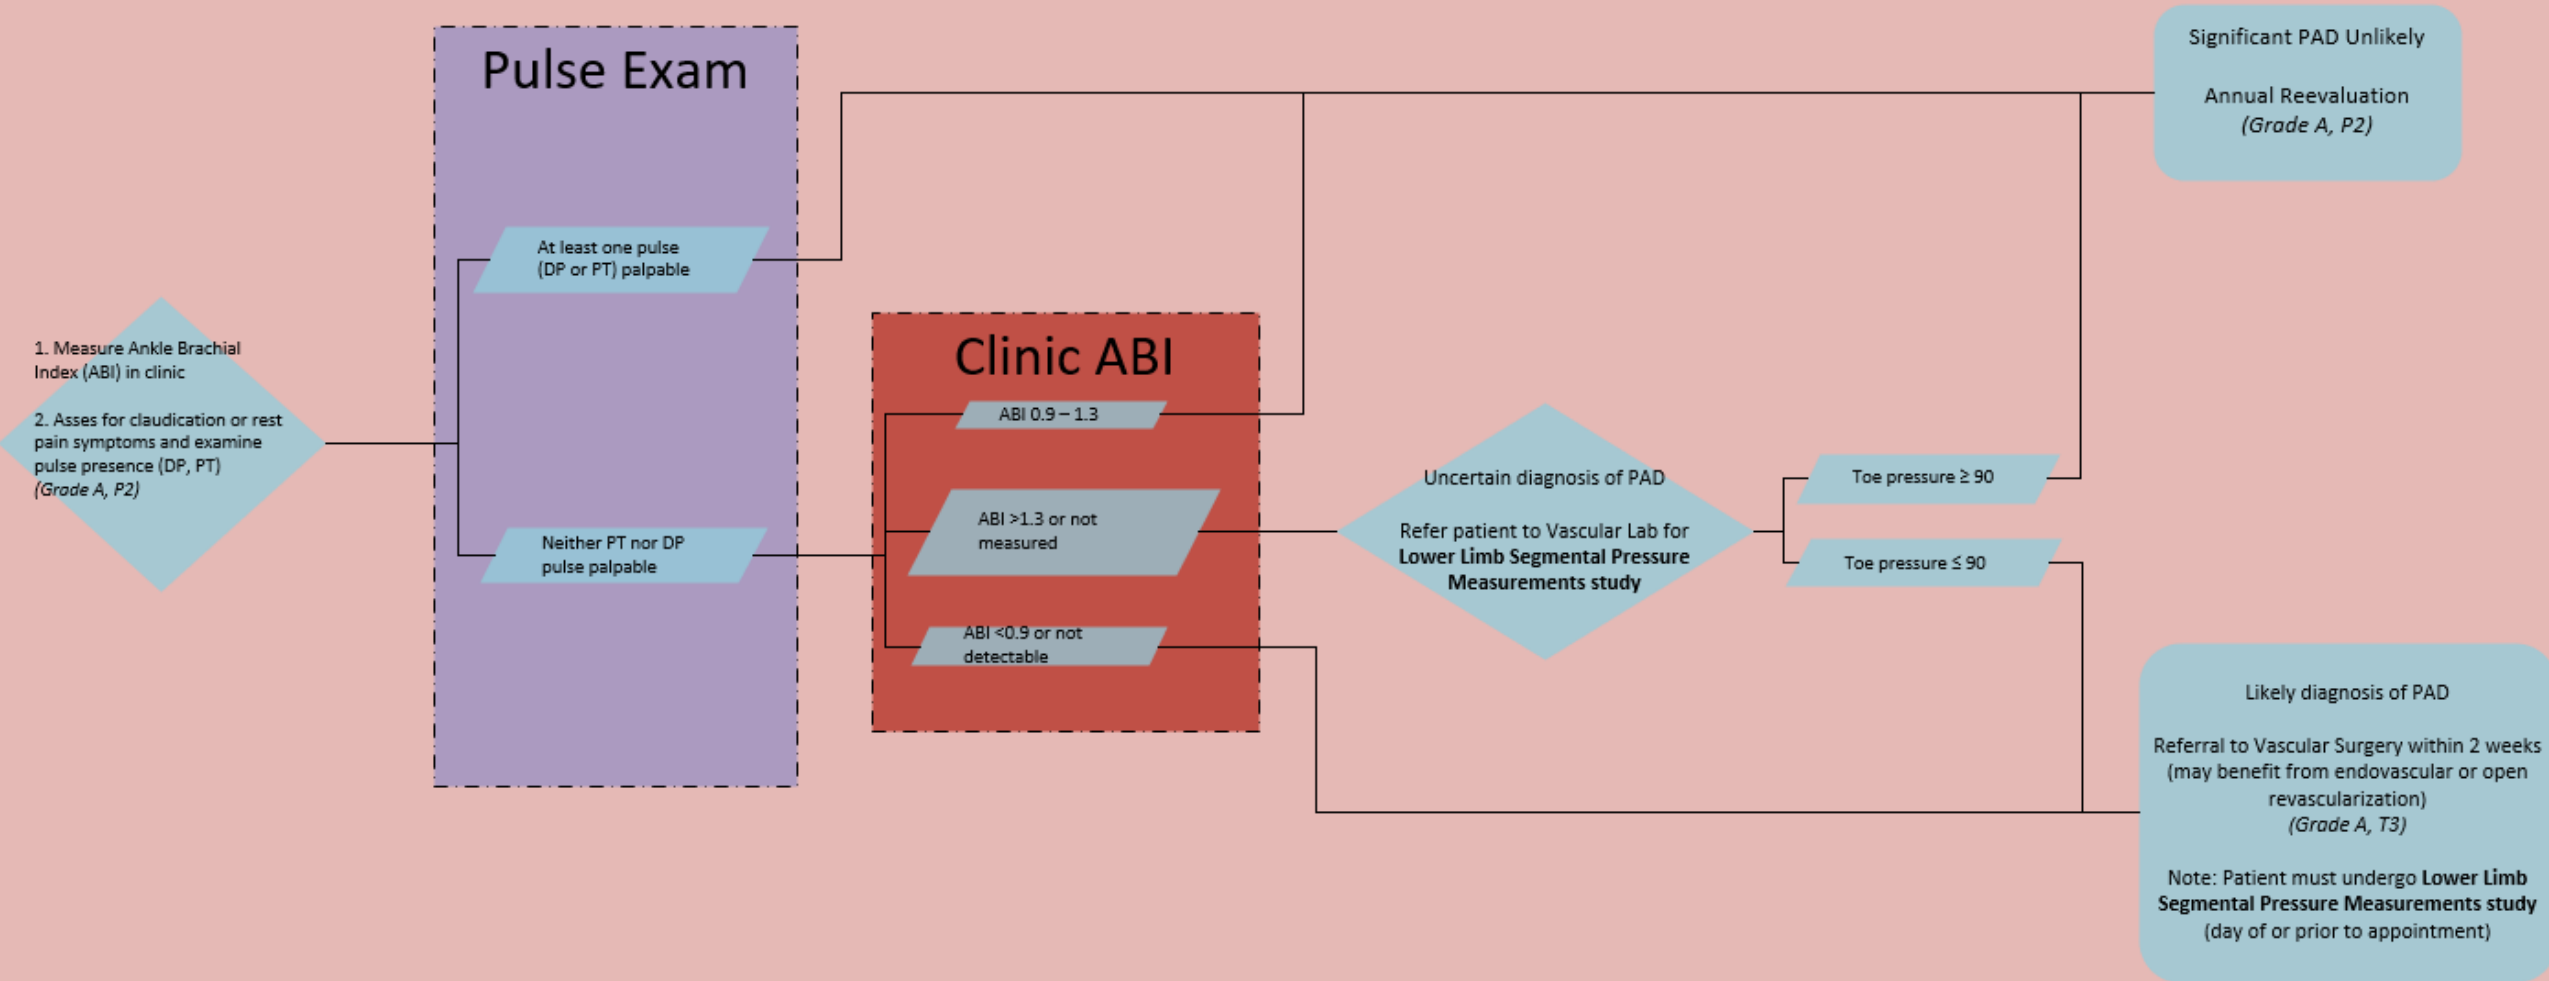 1. Measure Ankle Brachial
Index (ABI) in clinic
2. Asses for claudication or rest
pain symptoms and examine
pulse presence (DP, PT)
(Grade A, P2)
Pulse Exam
At least one pulse
(DP or PT) palpable
Neither PT nor DP
pulse palpable
Clinic ABI
ABI 0.9 – 1.3
ABI >1.3 or not
measured
ABI <0.9 or not
detectable
Uncertain diagnosis of PAD
Refer patient to Vascular Lab for
Lower Limb Segmental Pressure
Measurements study
Toe pressure ≥ 90
Toe pressure ≤ 90
Significant PAD Unlikely
Annual Reevaluation
(Grade A, P2)
Likely diagnosis of PAD
Referral to Vascular Surgery within 2 weeks
(may benefit from endovascular or open
revascularization)
(Grade A, T3)
Note: Patient must undergo Lower Limb
Segmental Pressure Measurements study
(day of or prior to appointment)